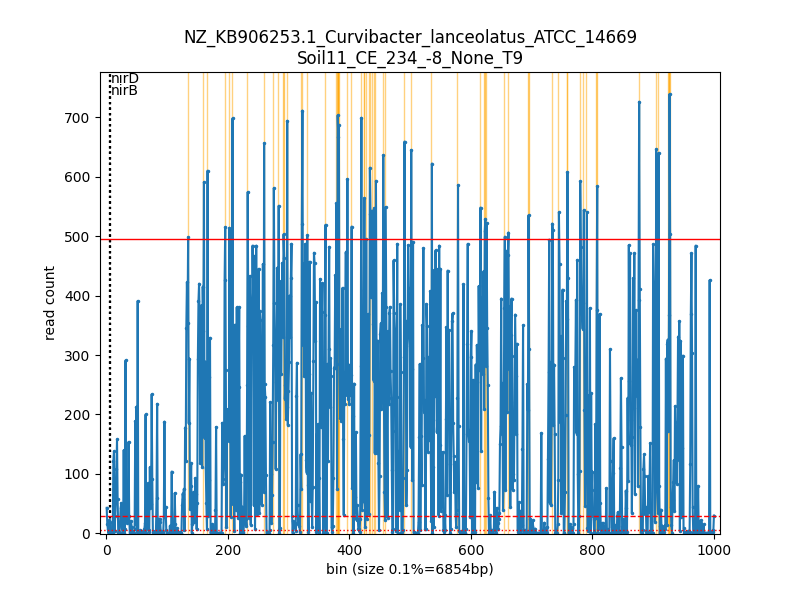 NZ_KB906253.1_Curvibacter_lanceolatus_ATCC_14669
Soil11_CE_234_-8_None_T9
nirD
nirB
700
600
500
400
300
200
100
0
read count
0 200 400 600 800 1000
bin (size 0.1%=6854bp)